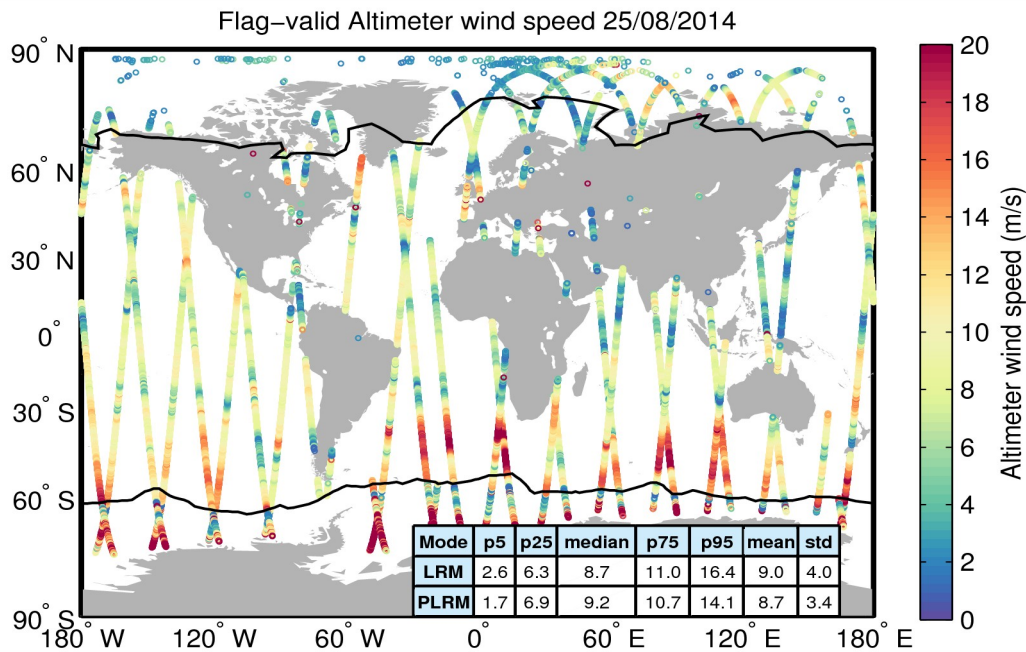 Flag−valid Altimeter wind speed 25/08/2014
90° N
60° N
30° N
0°
30° S
60° S
90° S
180° W
120° W
60° W
0°
60° E
120° E
180° E
Mode p5 p25 median p75 p95 mean std
LRM 2.6 6.3 8.7 11.0 16.4 9.0 4.0
PLRM 1.7 6.9 9.2 10.7 14.1 8.7 3.4
20
18
16
14
12
10
8
6
4
2
0
Altimeter wind speed (m/s)